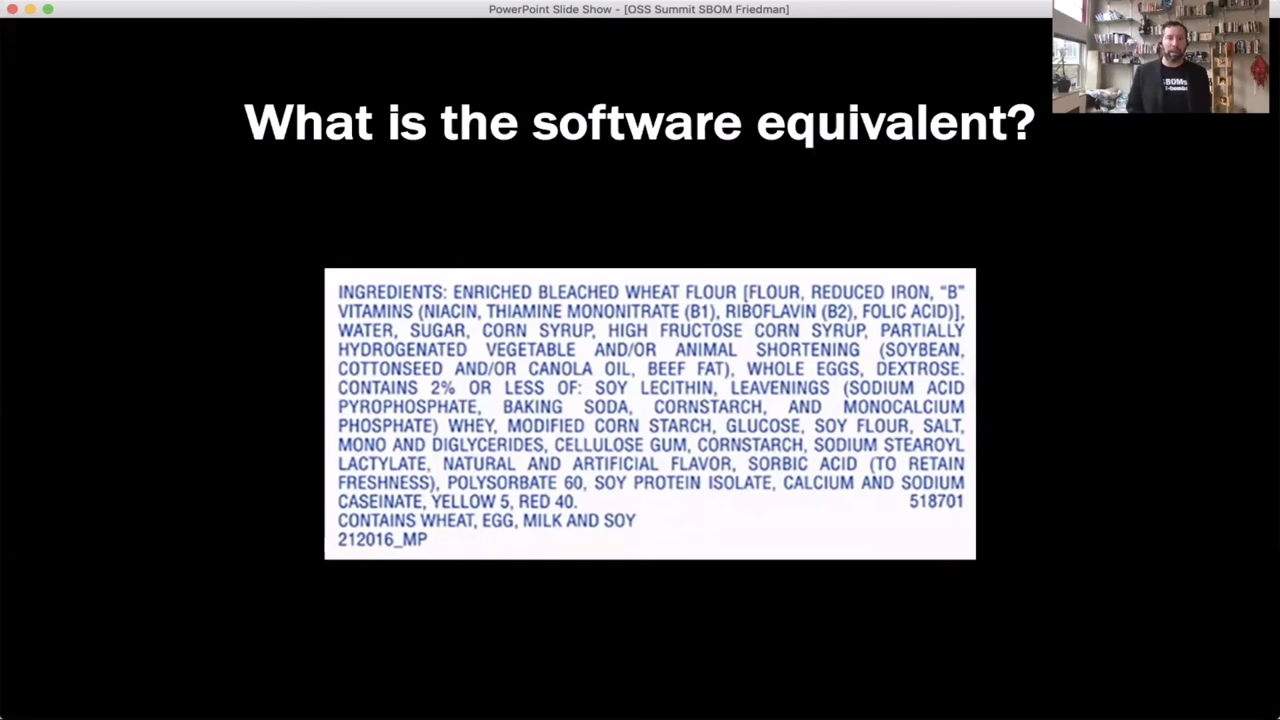 PowerPoint Slide Show - [OSS Summit SBOM Friedman]
What is the software equivalent?
INGREDIENTS: ENRICHED BLEACHED WHEAT FLOUR [FLOUR, REDUCED IRON, “B”
VITAMINS (NIACIN, THIAMINE MONONITRATE (B1), RIBOFLAVIN (B2), FOLIC ACID)],
WATER, SUGAR, CORN SYRUP, HIGH FRUCTOSE CORN SYRUP, PARTIALLY
HYDROGENATED VEGETABLE AND/OR ANIMAL SHORTENING (SOYBEAN,
COTTONSEED AND/OR CANOLA OIL, BEEF FAT), WHOLE EGGS, DEXTROSE.
CONTAINS 2% OR LESS OF: SOY LECITHIN, LEAVENINGS (SODIUM ACID
PYROPHOSPHATE, BAKING SODA, CORNSTARCH, AND MONOCALCIUM
PHOSPHATE) WHEY, MODIFIED CORN STARCH, GLUCOSE, SOY FLOUR, SALT,
MONO AND DIGLYCERIDES, CELLULOSE GUM, CORNSTARCH, SODIUM STEAROYL
LACTYLATE, NATURAL AND ARTIFICIAL FLAVOR, SORBIC ACID (TO RETAIN
FRESHNESS), POLYSORBATE 60, SOY PROTEIN ISOLATE, CALCIUM AND SODIUM
CASEINATE, YELLOW 5, RED 40. 518701
CONTAINS WHEAT, EGG, MILK AND SOY
212016_MP